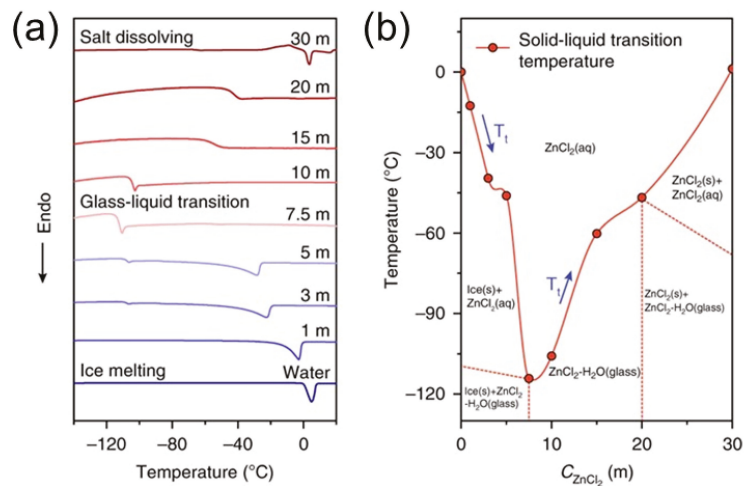 (a)
Salt dissolving
30 m
20 m
15 m
10 m
Glass-liquid transition
7.5 m
5 m
3 m
1 m
Ice melting
Water
Endo
−120
−80
−40
0
Temperature (°C)
(b)
Solid-liquid transition
temperature
0
−30
−60
−90
−120
Temperature (°C)
Tt
ZnCl2(aq)
ZnCl2(s)+
ZnCl2(aq)
Ice(s)+
ZnCl2(aq)
Tt
ZnCl2(s)+
ZnCl2-H2O(glass)
ZnCl2-H2O(glass)
Ice(s)+ZnCl2
-H2O(glass)
0
10
20
30
CZnCl2 (m)